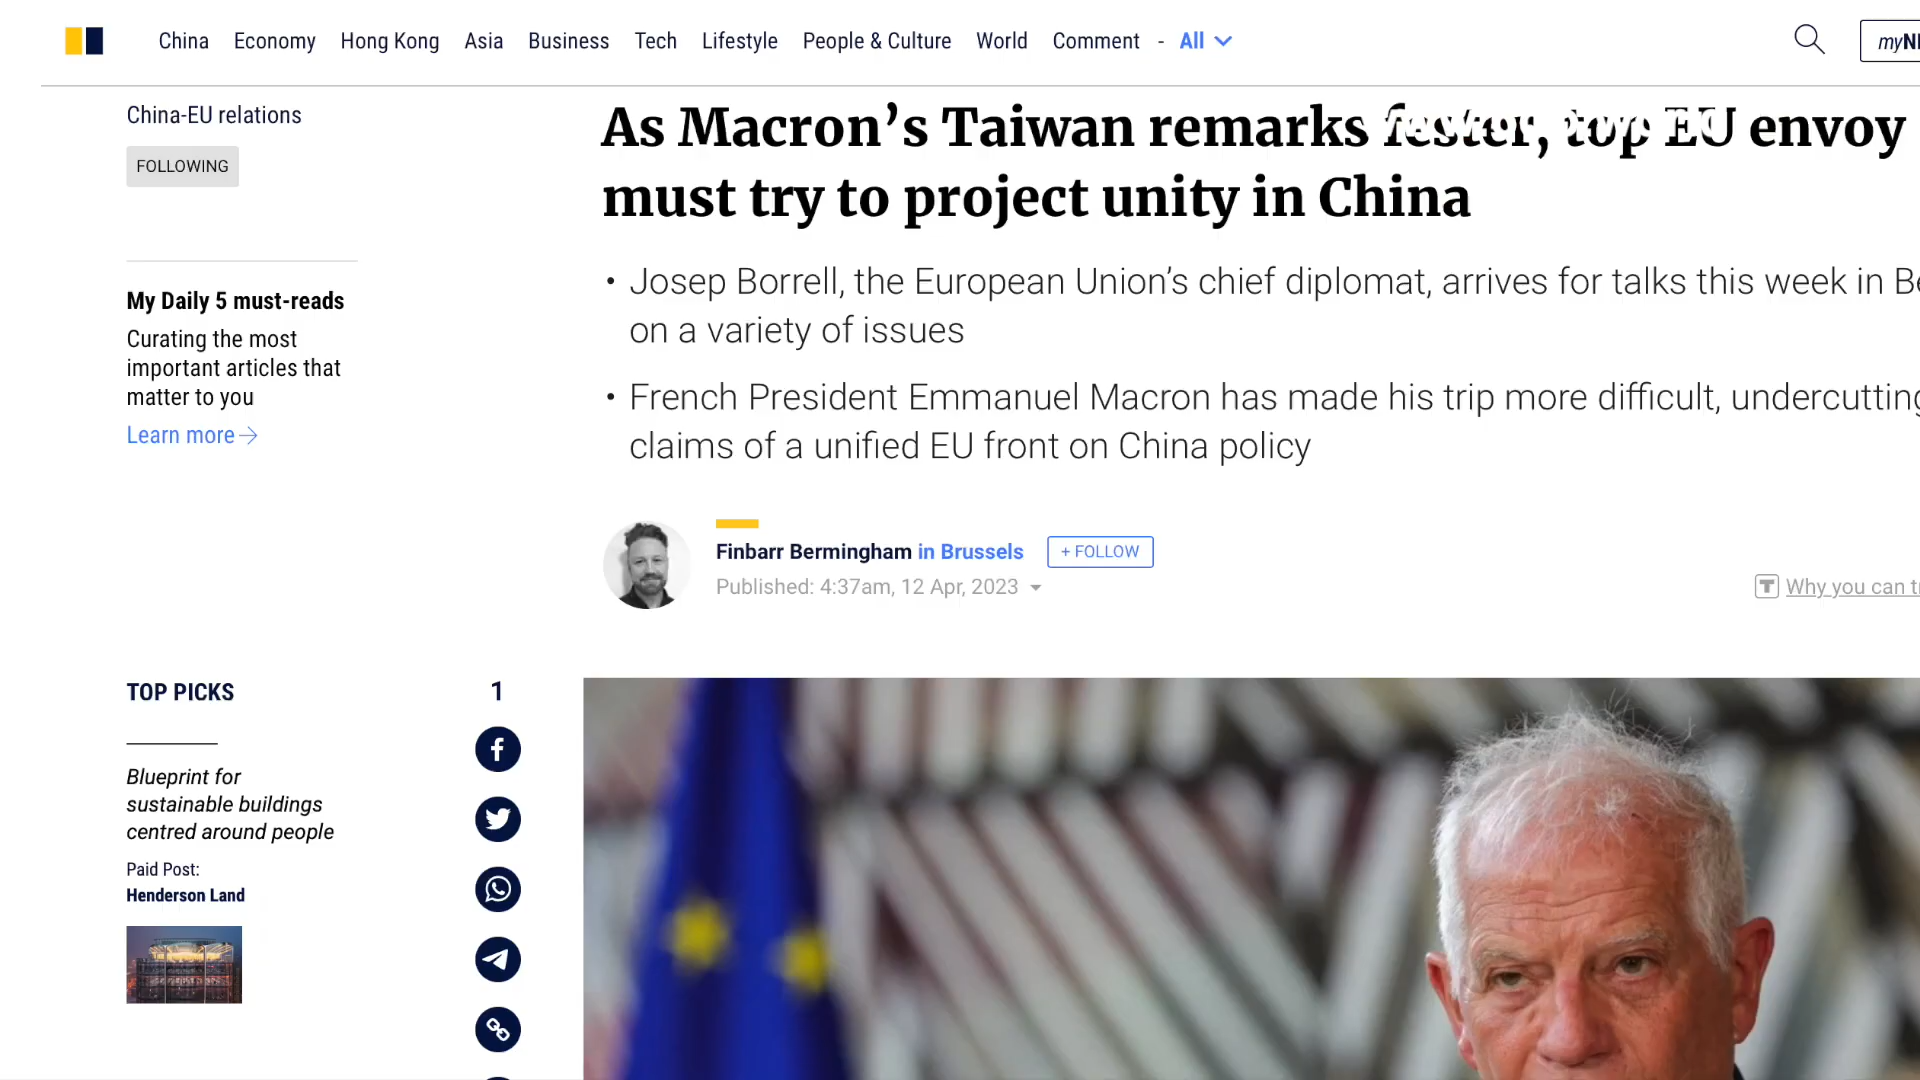 China Economy Hong Kong Asia Business Tech Lifestyle People & Culture World Comment - All
China-EU relations
FOLLOWING
As Macron’s Taiwan remarks fester, top EU envoy
must try to project unity in China
• Josep Borrell, the European Union’s chief diplomat, arrives for talks this week in
on a variety of issues
• French President Emmanuel Macron has made his trip more difficult, undercutting
claims of a unified EU front on China policy
My Daily 5 must-reads
Curating the most
important articles that
matter to you
Learn more
Finbarr Bermingham in Brussels
+ FOLLOW
Published: 4:37am, 12 Apr, 2023
Why you can
TOP PICKS
1
Blueprint for
sustainable buildings
centred around people
Paid Post:
Henderson Land